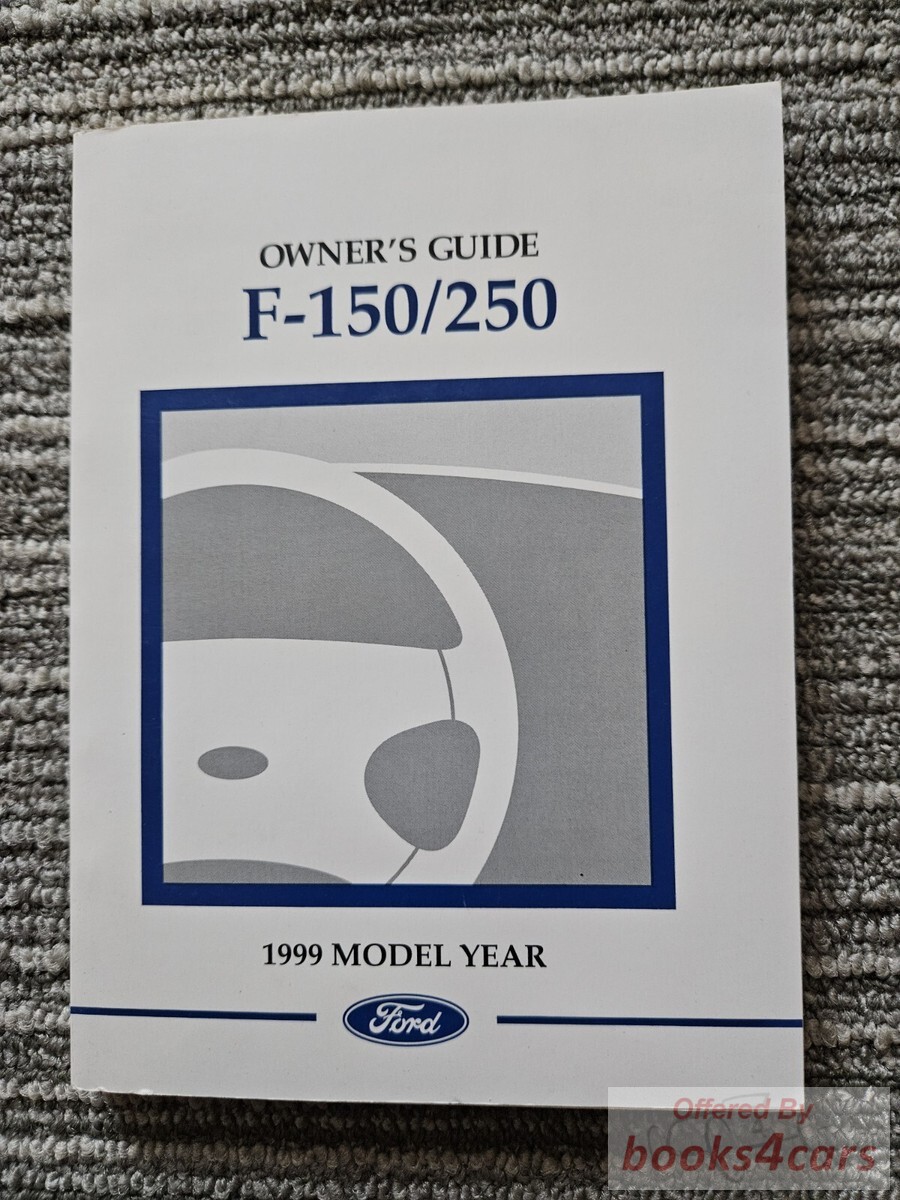 OWNER'S GUIDE
F-150/250
1999 MODEL YEAR
Ford
Offered By
books4cars